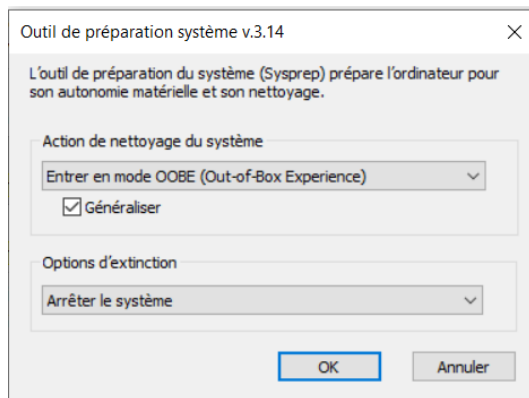 Outil de préparation système v.3.14
L'outil de préparation du système (Sysprep) prépare l'ordinateur pour
son autonomie matérielle et son nettoyage.
Action de nettoyage du système
Entrer en mode OOBE (Out-of-Box Experience)
Généraliser
Options d'extinction
Arrêter le système
OK Annuler